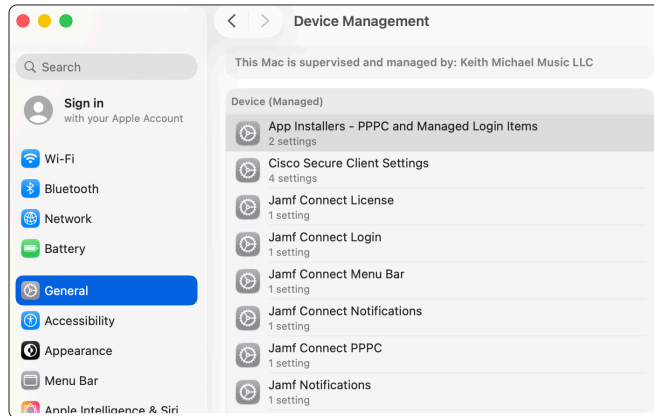 Device Management
Search
Sign in
with your Apple Account
Wi-Fi
Bluetooth
Network
Battery
General
Accessibility
Appearance
Menu Bar
Apple Intelligence & Siri
This Mac is supervised and managed by: Keith Michael Music LLC
Device (Managed)
App Installers - PPPC and Managed Login Items
2 settings
Cisco Secure Client Settings
4 settings
Jamf Connect License
1 setting
Jamf Connect Login
1 setting
Jamf Connect Menu Bar
1 setting
Jamf Connect Notifications
1 setting
Jamf Connect PPPC
1 setting
Jamf Notifications
1 setting